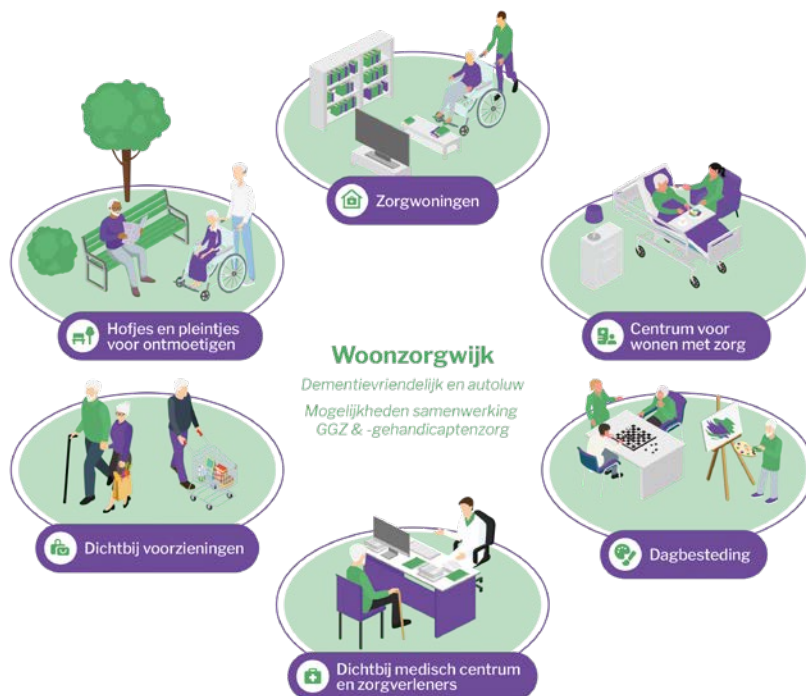 Zorgwoningen
Hofjes en pleintjes
voor ontmoetigen
Centrum voor
wonen met zorg
Woonzorgwijk
Dementievriendelijk en autoluw
Mogelijkheden samenwerking
GGZ & -gehandicaptenzorg
Dichtbij voorzieningen
Dagbesteding
Dichtbij medisch centrum
en zorgverleners